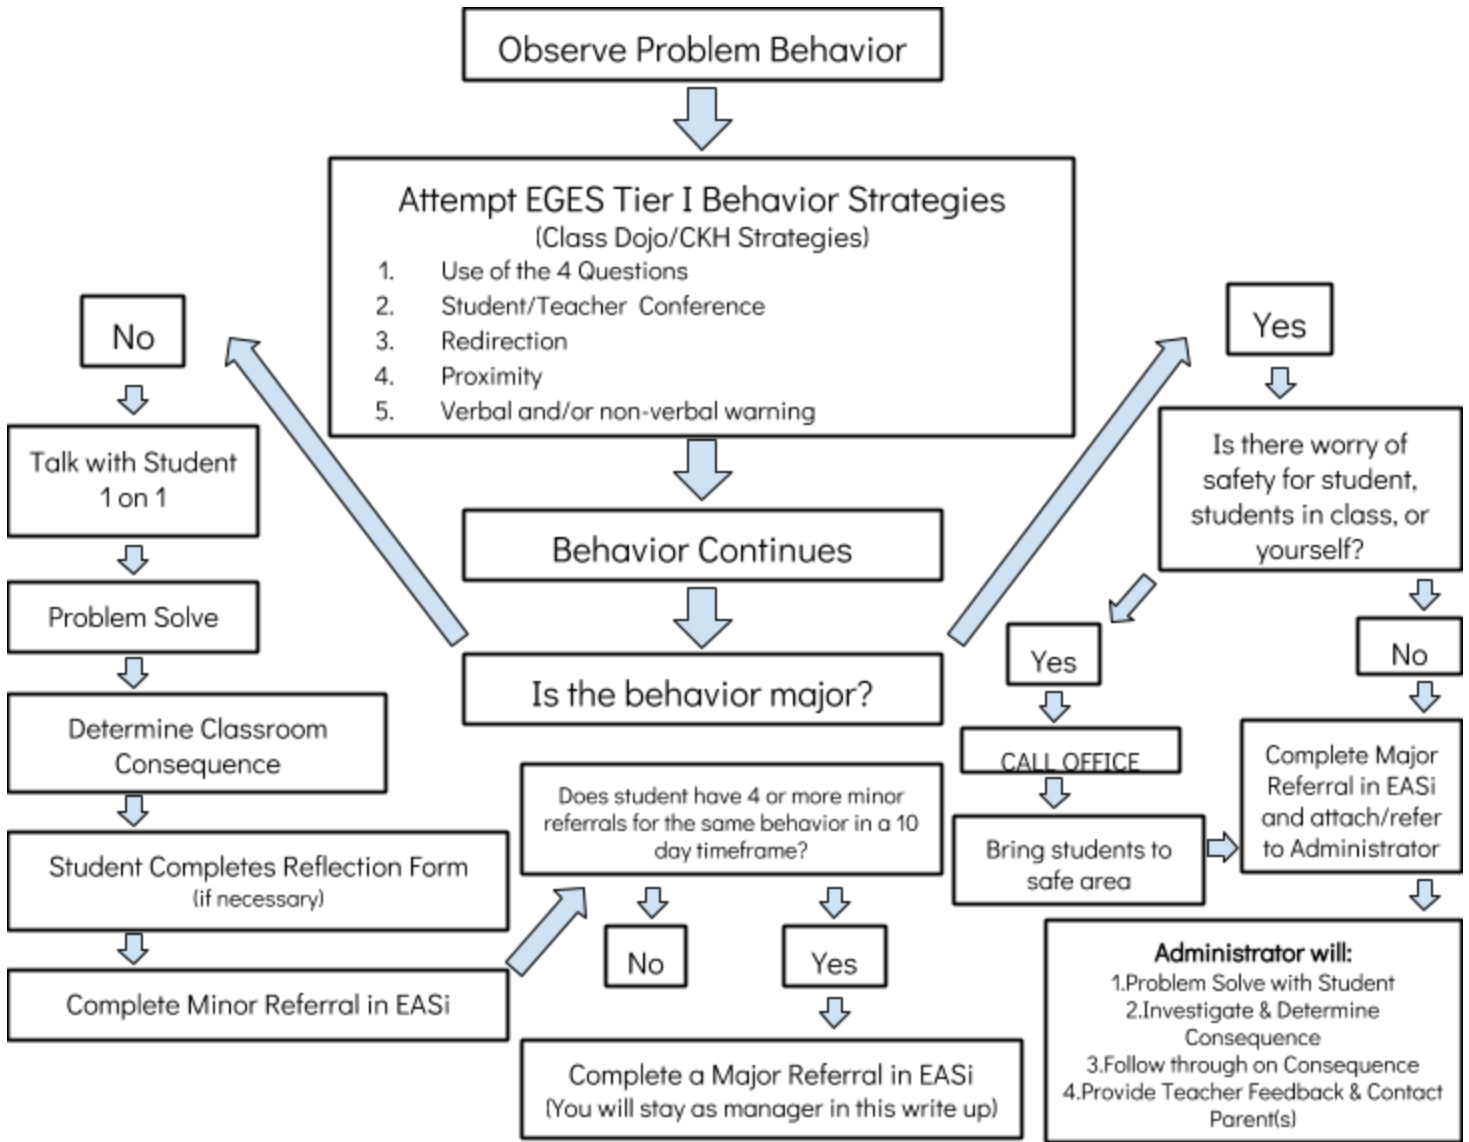 Observe Problem Behavior
Attempt EGES Tier I Behavior Strategies
(Class Dojo/CKH Strategies)
1. Use of the 4 Questions
2. Student/Teacher Conference
3. Redirection
4. Proximity
5. Verbal and/or non-verbal warning
Behavior Continues
Is the behavior major?
No
Talk with Student
1 on 1
Problem Solve
Determine Classroom
Consequence
Student Completes Reflection Form
(if necessary)
Complete Minor Referral in EASi
Does student have 4 or more minor
referrals for the same behavior in a 10
day timeframe?
No
Yes
Complete a Major Referral in EASi
(You will stay as manager in this write up)
Yes
Is there worry of
safety for student,
students in class, or
yourself?
Yes
CALL OFFICE
Bring students to
safe area
No
Complete Major
Referral in EASi
and attach/refer
to Administrator
Administrator will:
1.Problem Solve with Student
2.Investigate & Determine
Consequence
3.Follow through on Consequence
4.Provide Teacher Feedback & Contact
Parent(s)